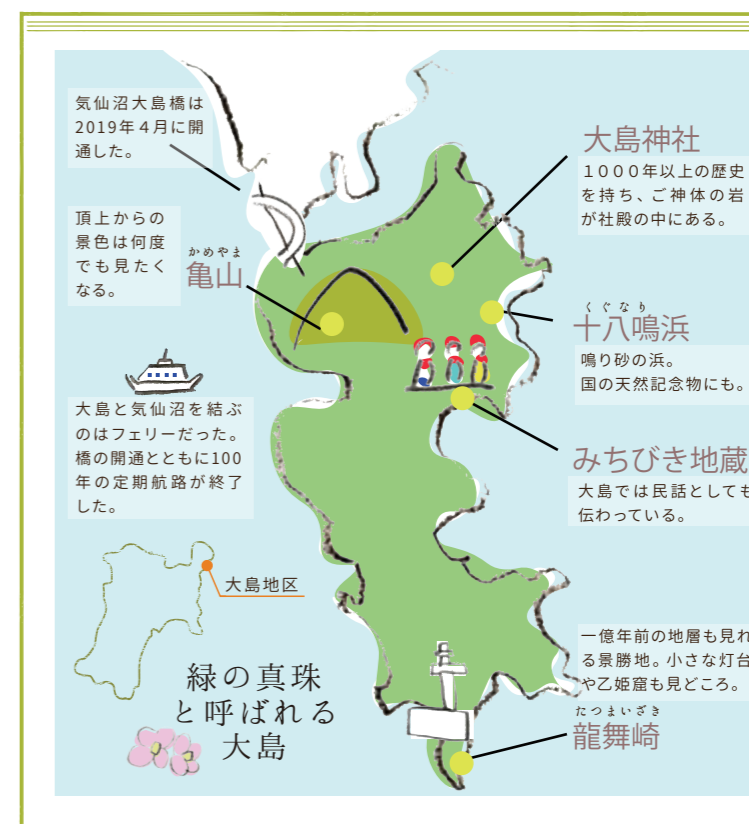 気仙沼大島橋は
2019年4月に開
通した。
頂上からの
景色は何度
でも見たく
なる。
かめやま
亀山
大島と気仙沼を結ぶ
のはフェリーだった。
橋の開通とともに100
年の定期航路が終了
した。
大島地区
緑の真珠
と呼ばれる
大島
大島神社
１０００年以上の歴史
を持ち、ご神体の岩
が社殿の中にある。
くぐなり
十八鳴浜
鳴り砂の浜。
国の天然記念物にも。
みちびき地蔵
大島では民話としても
伝わっている。
一億年前の地層も見れ
る景勝地。小さな灯台
や乙姫窟も見どころ。
たつまいざき
龍舞崎